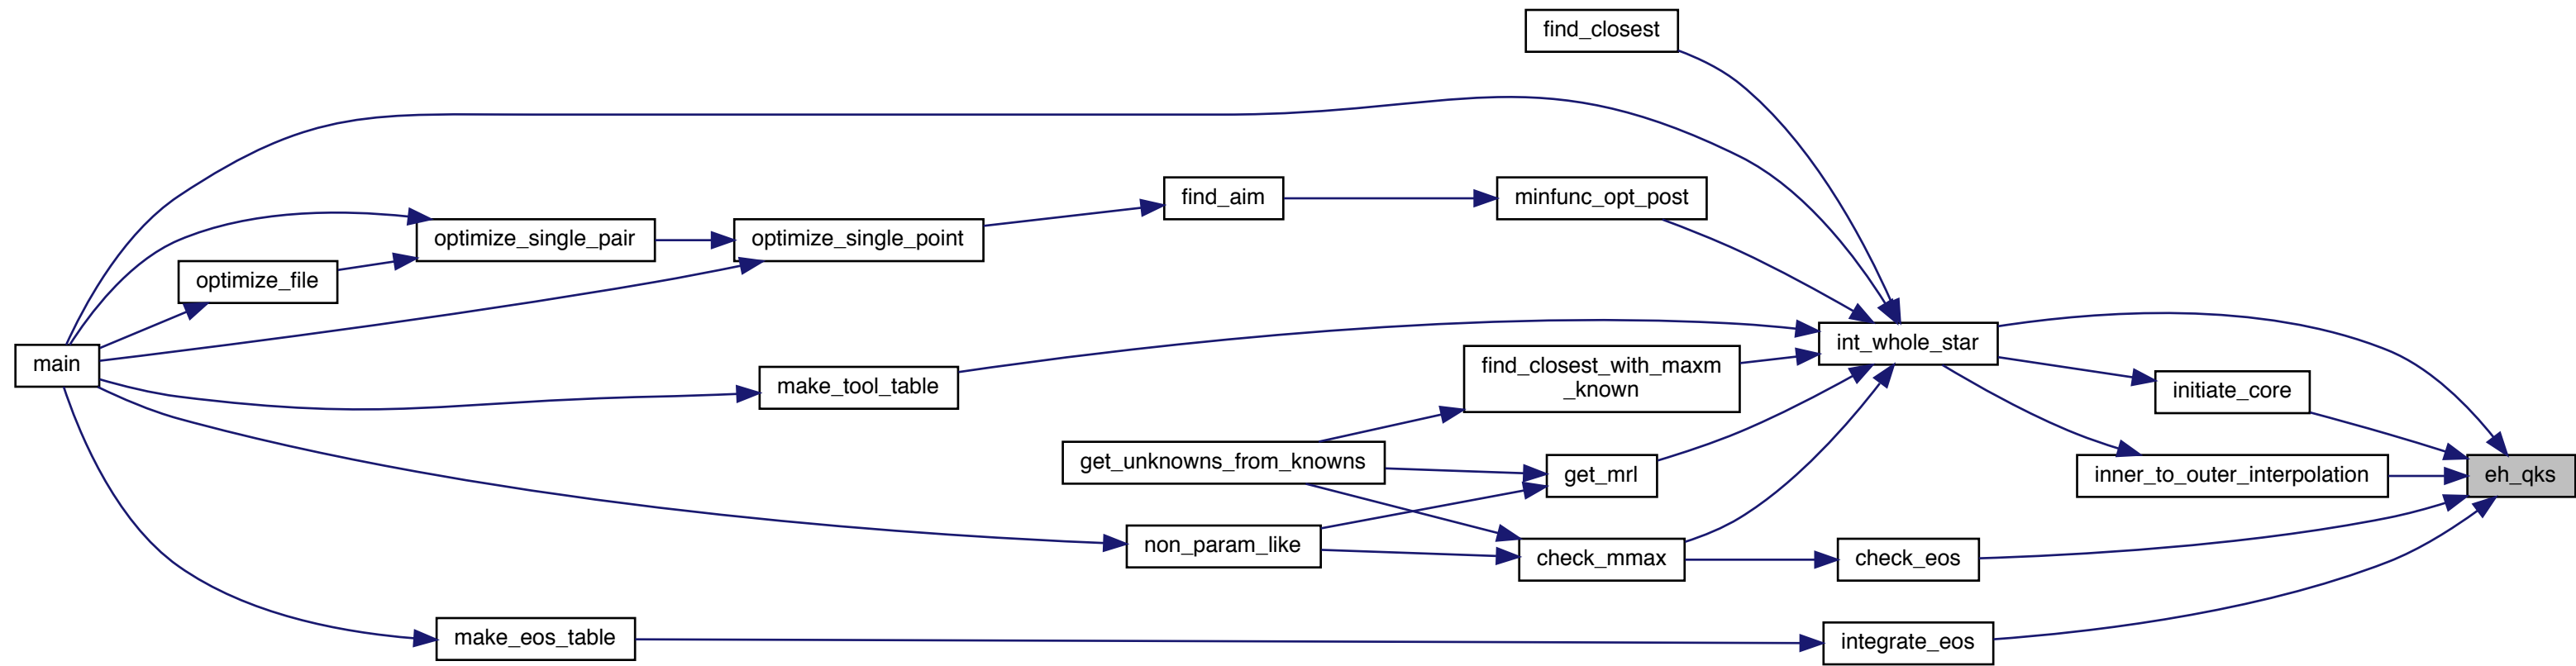 find_closest
find_aim
minfunc_opt_post
optimize_single_pair
optimize_single_point
optimize_file
int_whole_star
main
find_closest_with_maxm
_known
make_tool_table
initiate_core
get_unknowns_from_knowns
get_mrl
inner_to_outer_interpolation
eh_qks
non_param_like
check_mmax
check_eos
make_eos_table
integrate_eos